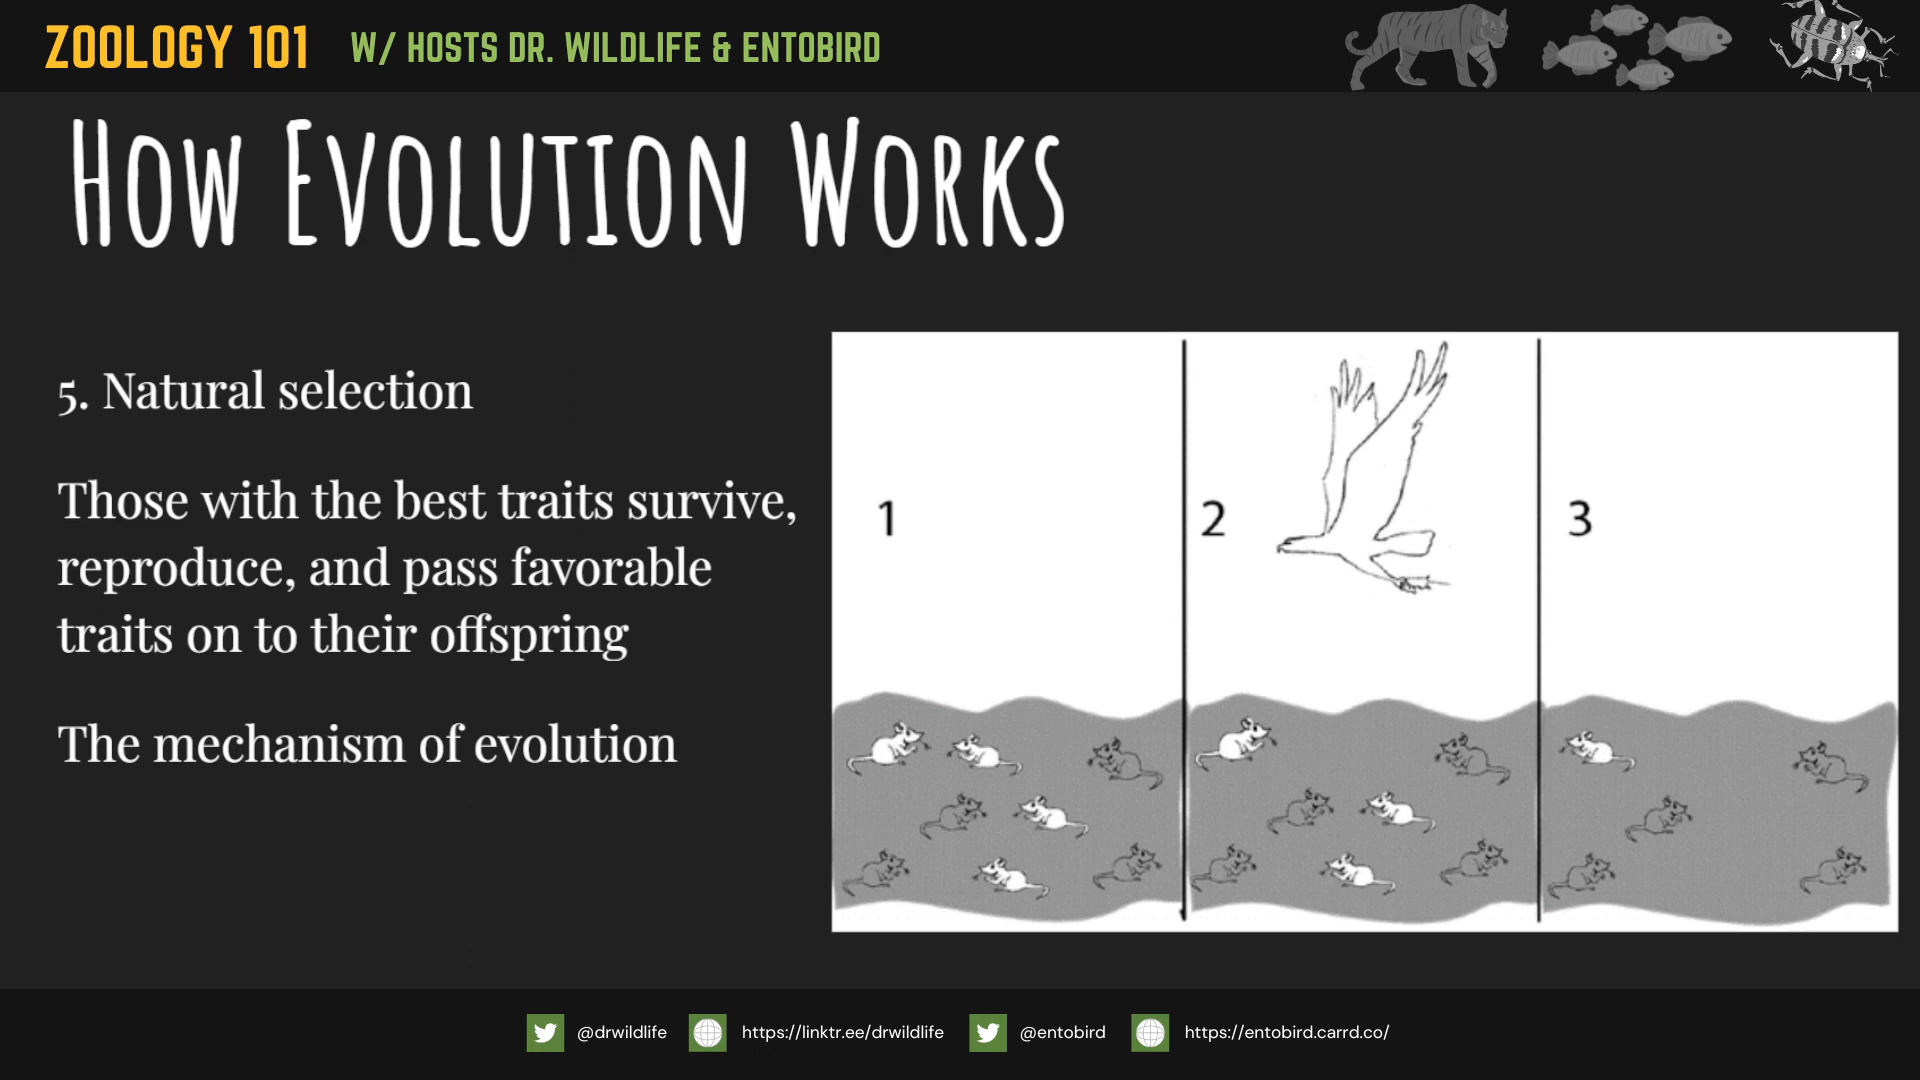 ZOOLOGY 101 W/ HOSTS DR. WILDLIFE & ENTOBIRD
HOW EVOLUTION WORKS
5. Natural selection
Those with the best traits survive,
reproduce, and pass favorable
traits on to their offspring
The mechanism of evolution
1 2 3
@drwildlife https://linktr.ee/drwildlife @entobird https://entobird.carrd.co/